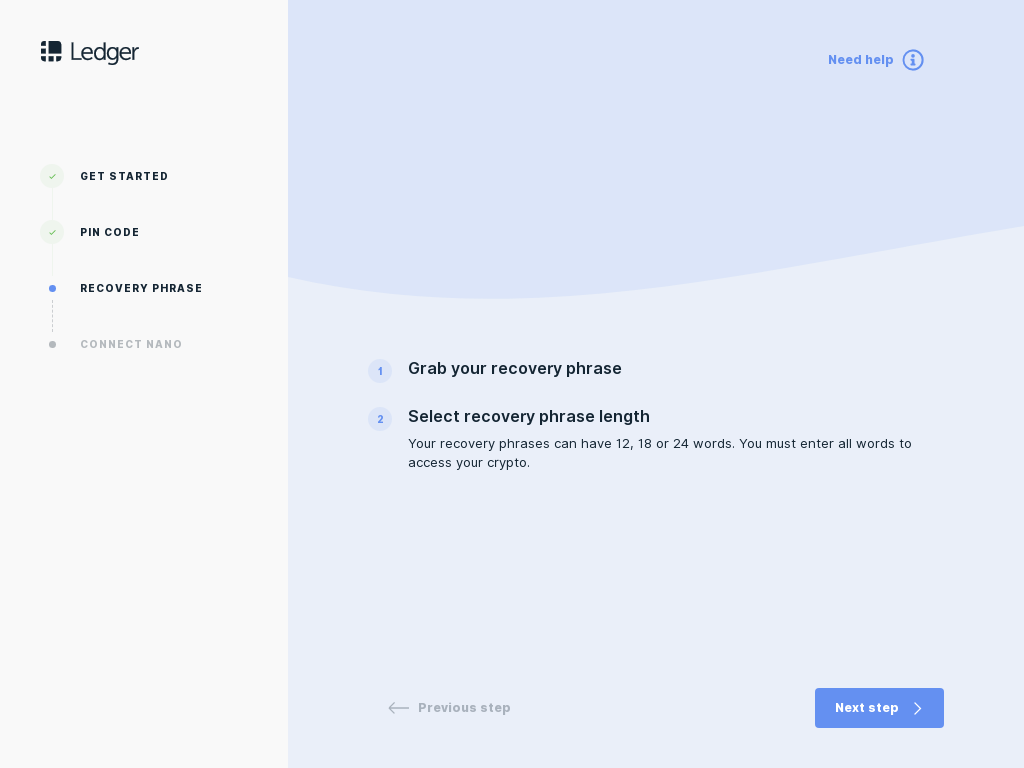 Ledger
Need help
GET STARTED
PIN CODE
RECOVERY PHRASE
CONNECT NANO
1 Grab your recovery phrase
2 Select recovery phrase length
Your recovery phrases can have 12, 18 or 24 words. You must enter all words to
access your crypto.
Previous step
Next step